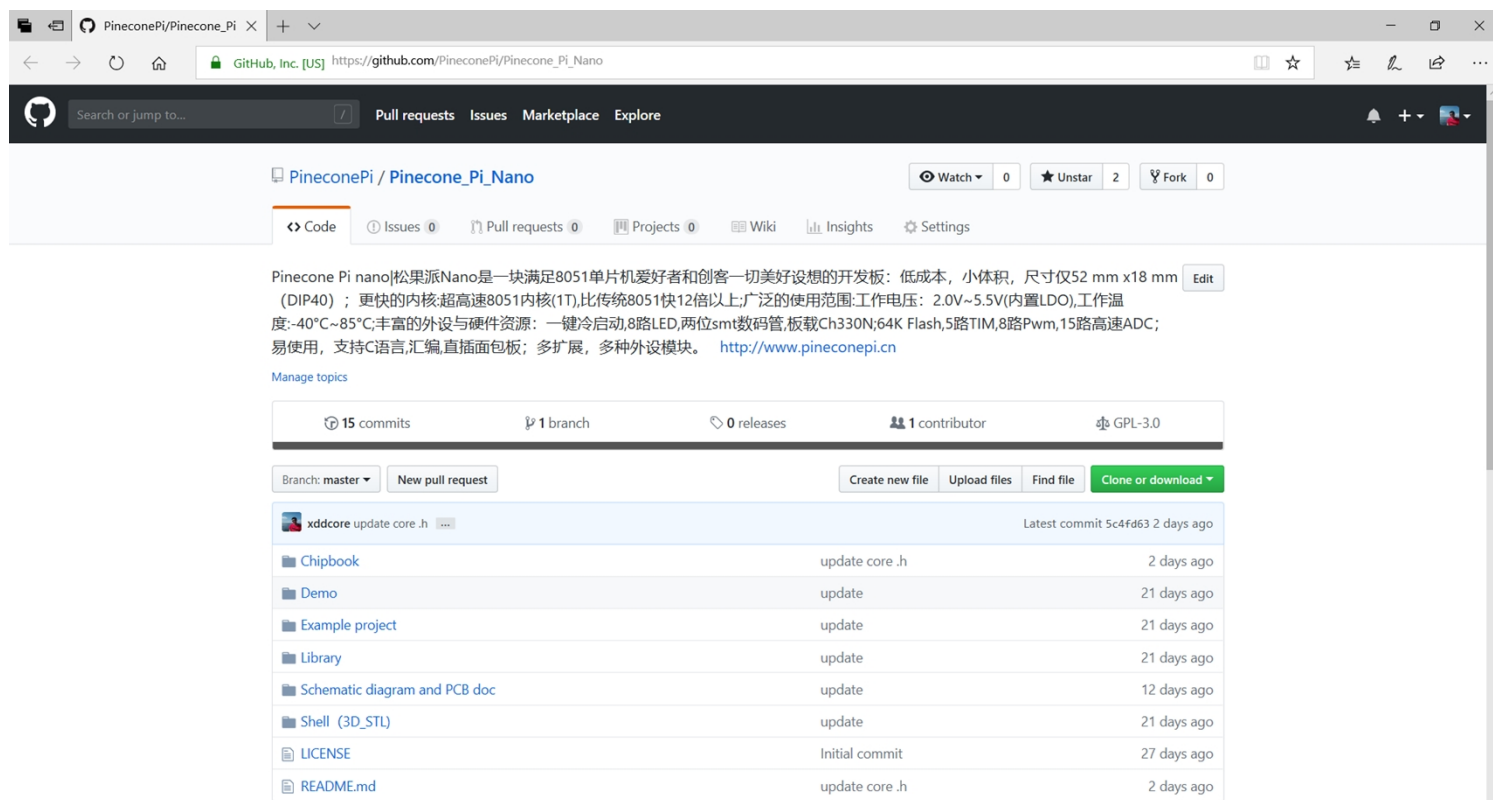 PineconePi/Pinecone_Pi
GitHub, Inc. [US] https://github.com/PineconePi/Pinecone_Pi_Nano
Search or jump to... / Pull requests Issues Marketplace Explore
PineconePi / Pinecone_Pi_Nano Watch 0 Unstar 2 Fork 0
Code Issues 0 Pull requests 0 Projects 0 Wiki Insights Settings
Pinecone Pi nano|松果派Nano是一块满足8051单片机爱好者和创客一切美好设想的开发板：低成本，小体积，尺寸仅52 mm x18 mm Edit
（DIP40）；更快的内核:超高速8051内核(1T),比传统8051快12倍以上;广泛的使用范围:工作电压：2.0V~5.5V(内置LDO),工作温
度:-40°C~85°C;丰富的外设与硬件资源：一键冷启动,8路LED,两位smt数码管,板载Ch330N;64K Flash,5路TIM,8路Pwm,15路高速ADC；
易使用，支持C语言,汇编,直插面包板；多扩展，多种外设模块。 http://www.pineconepi.cn
Manage topics
15 commits 1 branch 0 releases 1 contributor GPL-3.0
Branch: master New pull request Create new file Upload files Find file Clone or download
xddcore update core .h ... Latest commit 5c4fd63 2 days ago
Chipbook update core .h 2 days ago
Demo update 21 days ago
Example project update 21 days ago
Library update 21 days ago
Schematic diagram and PCB doc update 12 days ago
Shell（3D_STL) update 21 days ago
LICENSE Initial commit 27 days ago
README.md update core .h 2 days ago